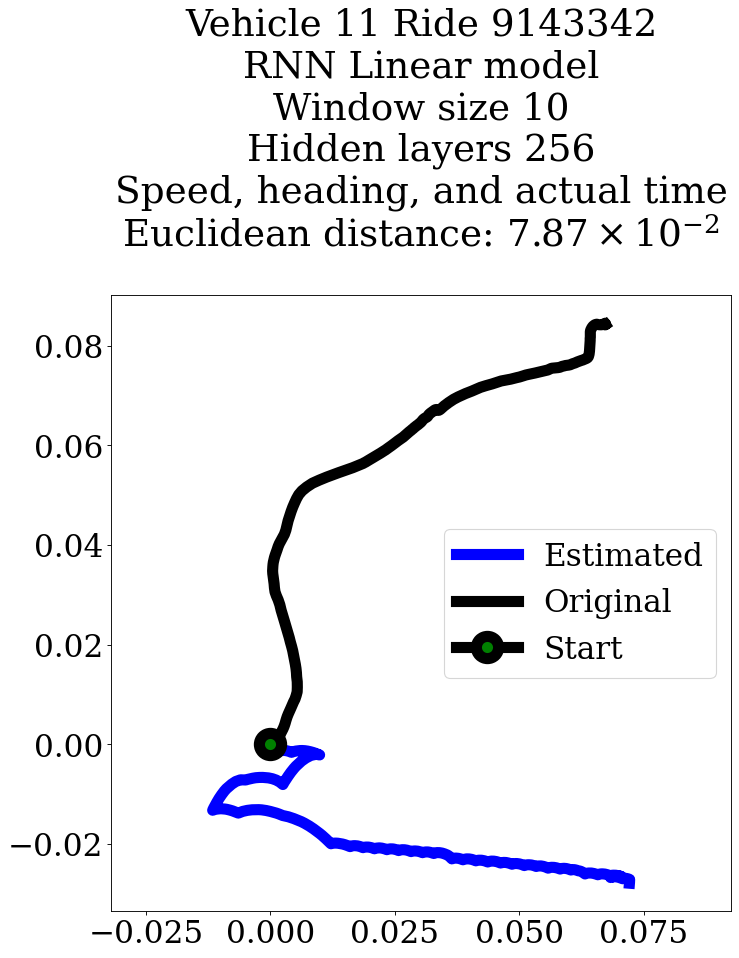 Vehicle 11 Ride 9143342
RNN Linear model
Window size 10
Hidden layers 256
Speed, heading, and actual time
Euclidean distance: 7.87 × 10⁻²
0.08
0.06
0.04
0.02
0.00
−0.02
Estimated
Original
Start
−0.025 0.000 0.025 0.050 0.075